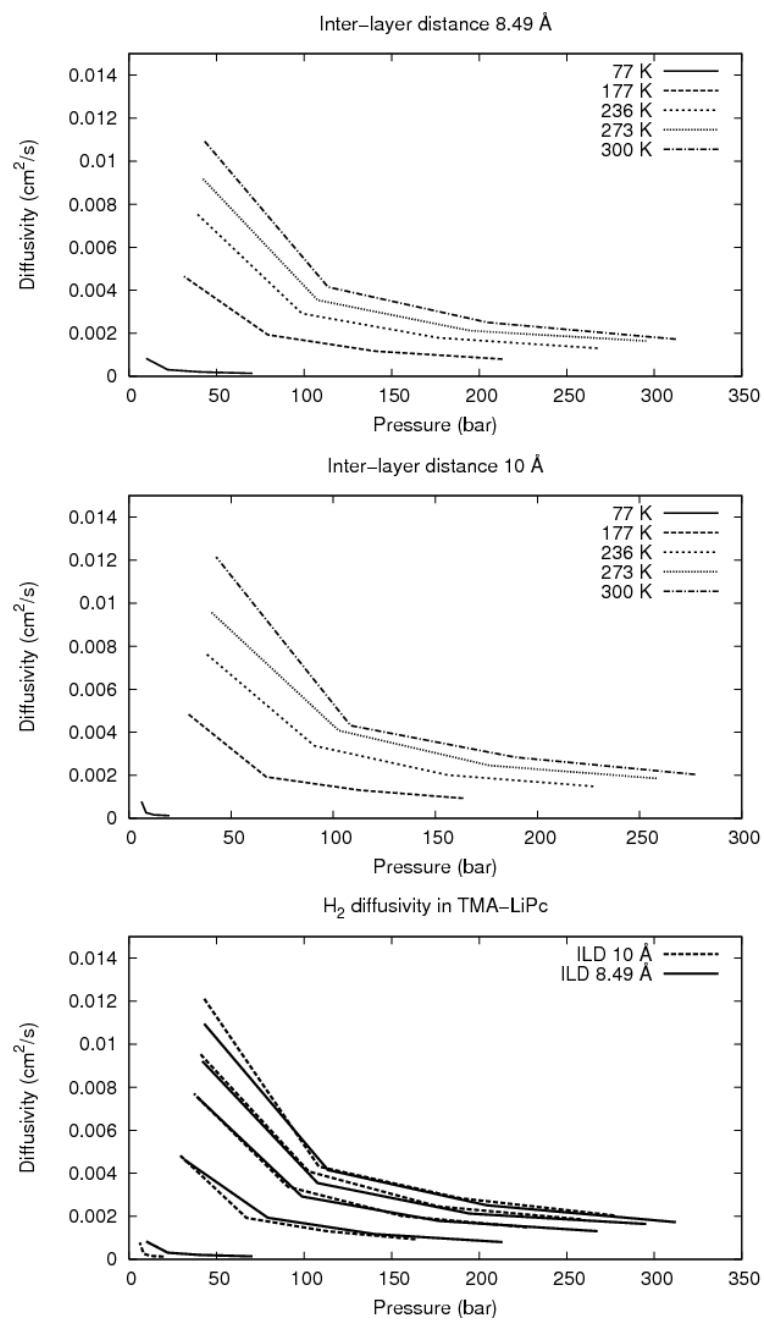 Inter−layer distance 8.49 Å
0.014
0.012
0.01
0.008
0.006
0.004
0.002
0
Diffusivity (cm²/s)
77 K
177 K
236 K
273 K
300 K
0 50 100 150 200 250 300 350
Pressure (bar)
Inter−layer distance 10 Å
0.014
0.012
0.01
0.008
0.006
0.004
0.002
0
Diffusivity (cm²/s)
77 K
177 K
236 K
273 K
300 K
50 100 150 200 250 300
Pressure (bar)
H₂ diffusivity in TMA−LiPc
0.014
0.012
0.01
0.008
0.006
0.004
0.002
0
Diffusivity (cm²/s)
ILD 10 Å
ILD 8.49 Å
0 50 100 150 200 250 300 350
Pressure (bar)